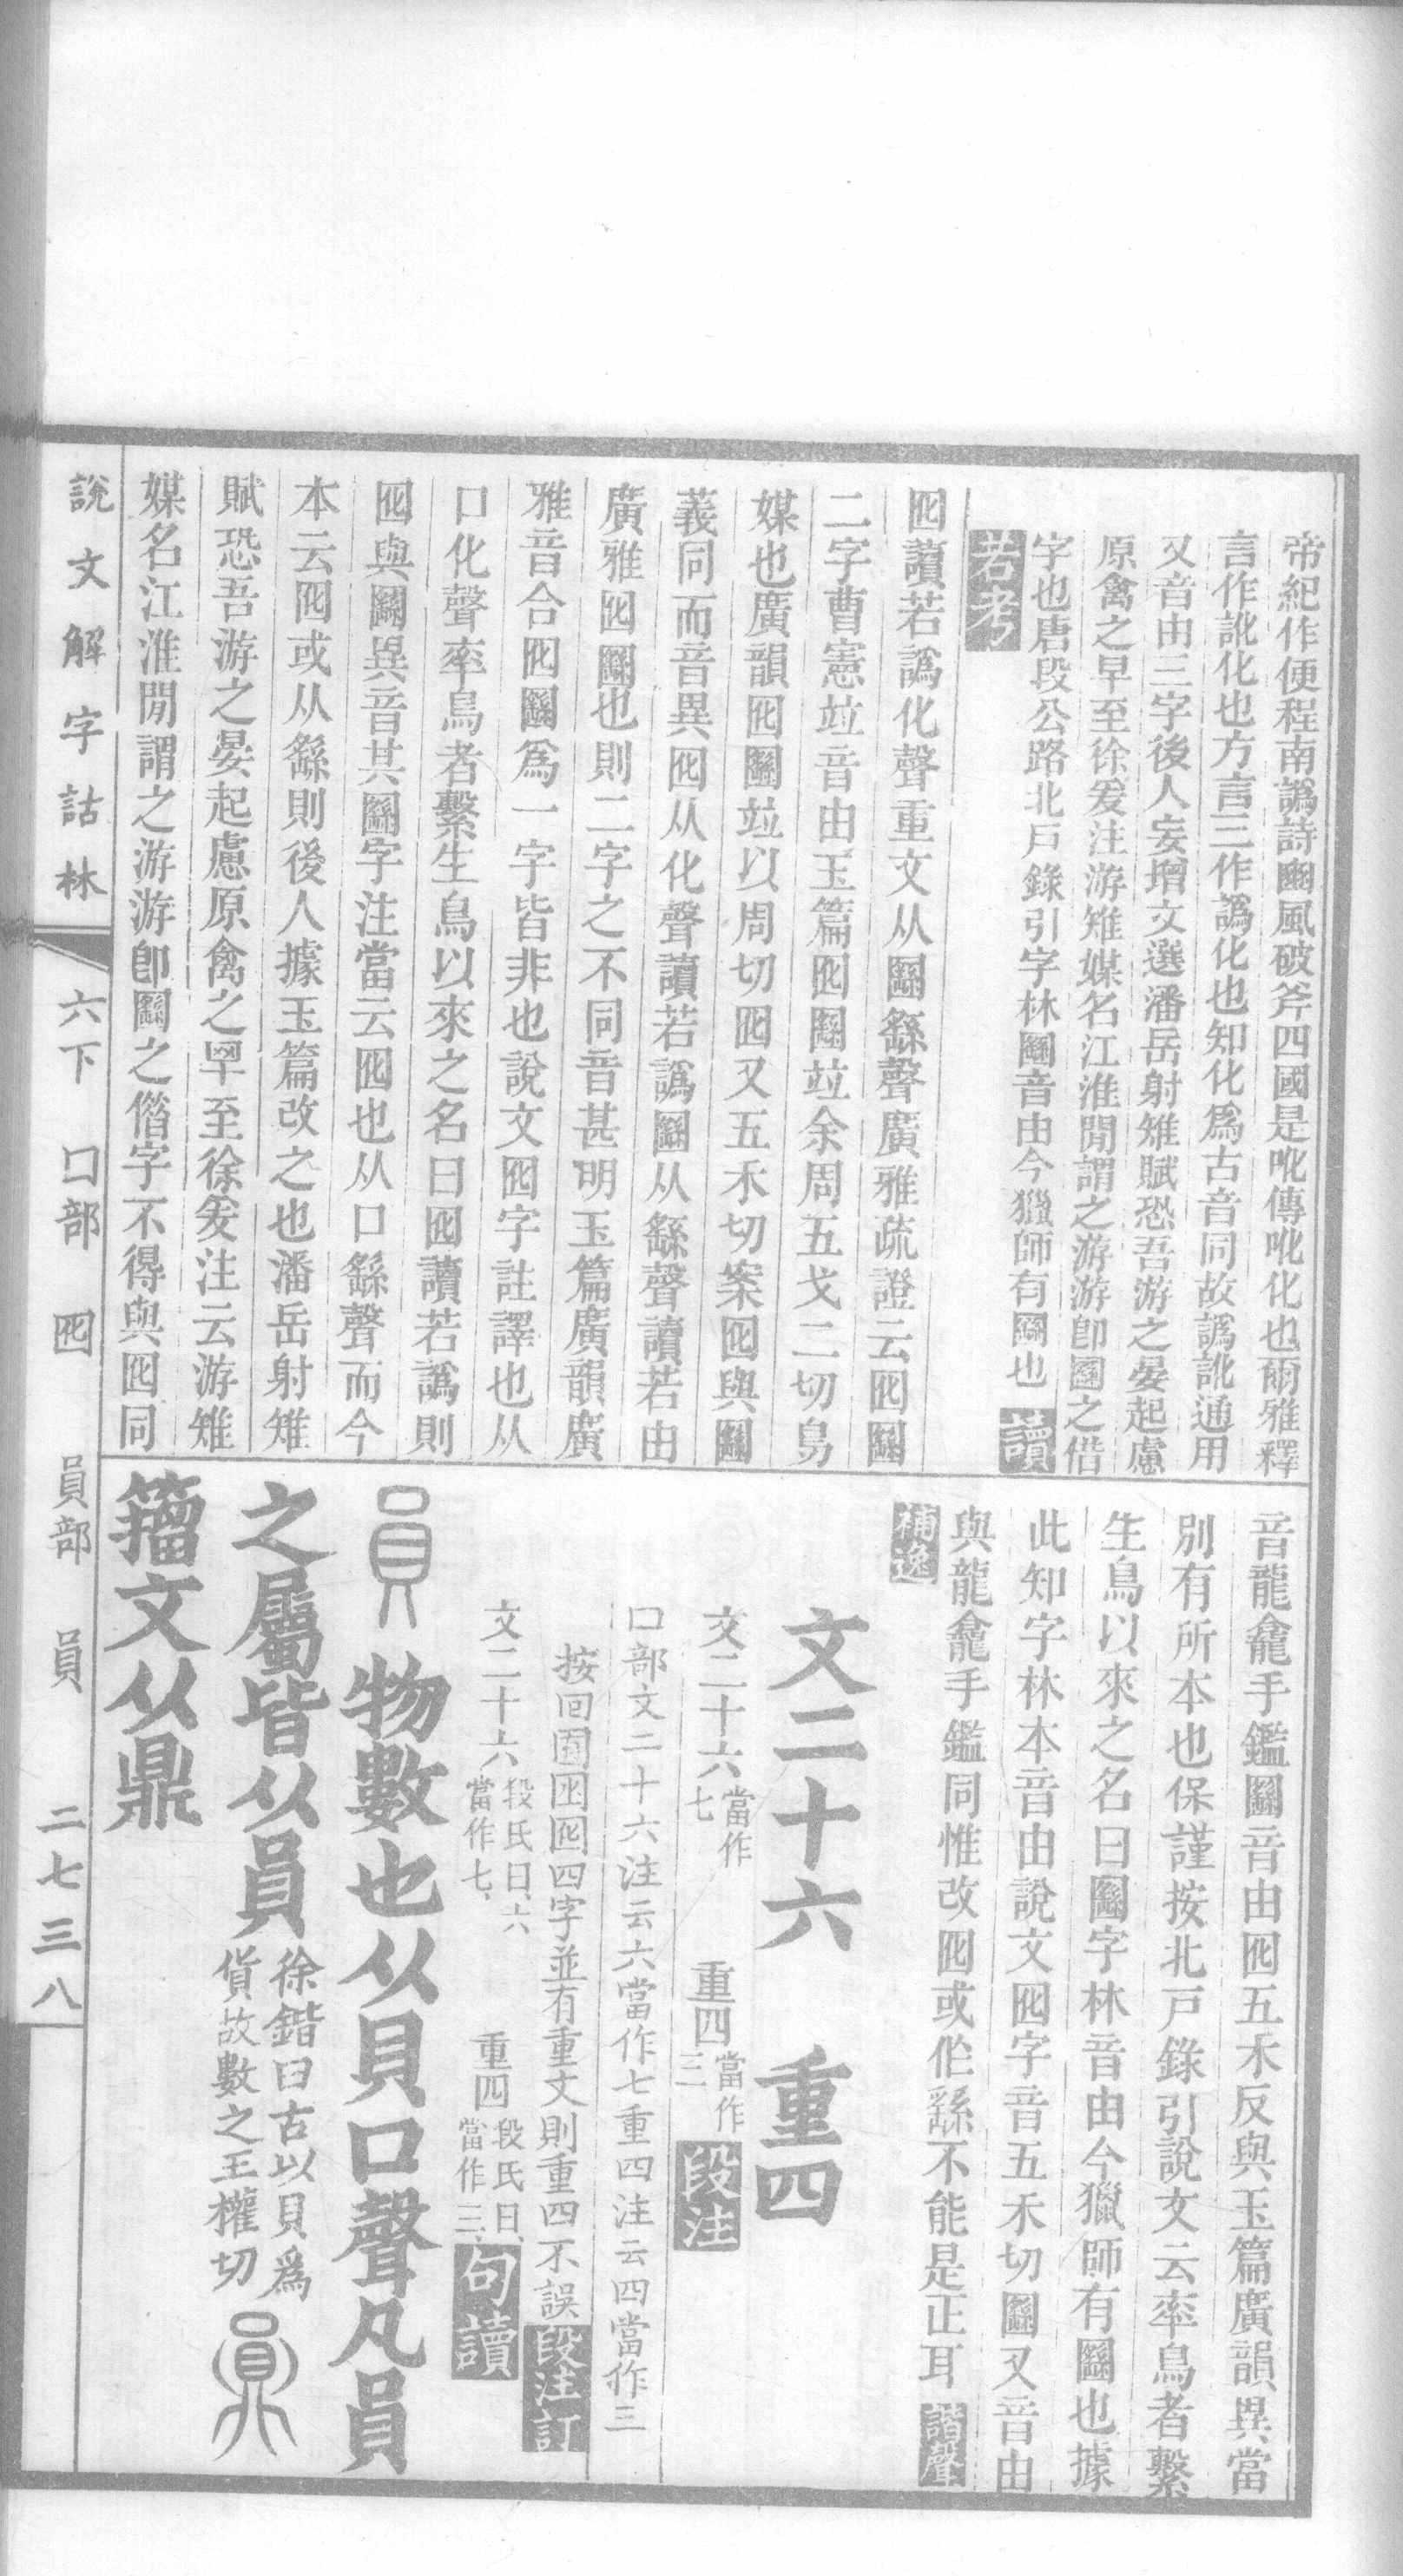 帝紀作便程南譌詩豳風破斧四國是吪傳吪化也爾雅釋
言作訛化也方言三作譌化也知化爲古音同故譌訛通用
又音由三字後人妄增文選潘岳射雉賦恐吾游之晏起慮
原禽之早至徐爰注游雉媒名江淮閒謂之游游卽圝之借
字也唐段公路北戶錄引字林𡈙音由今獵師有𡈙也 讀
若考
囮讀若譌化聲重文从𡈙繇聲廣雅疏證云囮𡈙
二字曹憲竝音由玉篇囮𡈙竝余周五戈二切鳥
媒也廣韻囮𡈙竝以周切囮又五禾切案囮與𡈙
義同而音異囮从化聲讀若譌𡈙从繇聲讀若由
廣雅囮𡈙也則二字之不同音甚明玉篇廣韻廣
雅音合囮𡈙爲一字皆非也說文囮字註譯也从
口化聲率鳥者繫生鳥以來之名曰囮讀若譌則
囮與𡈙異音其𡈙字注當云囮也从口繇聲而今
本云囮或从繇則後人據玉篇改之也潘岳射雉
賦恐吾游之晏起慮原禽之罕至徐爰注云游雉
媒名江淮閒謂之游游卽𡈙之偕字不得與囮同
音龍龕手鑑𡈙音由囮五禾反與玉篇廣韻異當
別有所本也保謹按北戶錄引說文云率鳥者繫
生鳥以來之名曰𡈙字林音由今獵師有𡈙也據
此知字林本音由說文囮字音五禾切𡈙又音由
與龍龕手鑑同惟改囮或作繇不能是正耳 諧聲
補逸
文二十六 重四
文二十六當作七 重四當作三 段注
口部文二十六注云六當作七重四注云四當作三
按回囿囦囮四字並有重文則重四不誤 段注訂
文二十六段氏曰、六當作七、 重四段氏曰、當作三、 句讀
員 物數也从貝口聲凡員
之屬皆从員 徐鍇曰古以貝爲貨故數之王權切 鼎
籒文从鼎
說文解字詁林 六下 口部 囮 員部 員 二七三八